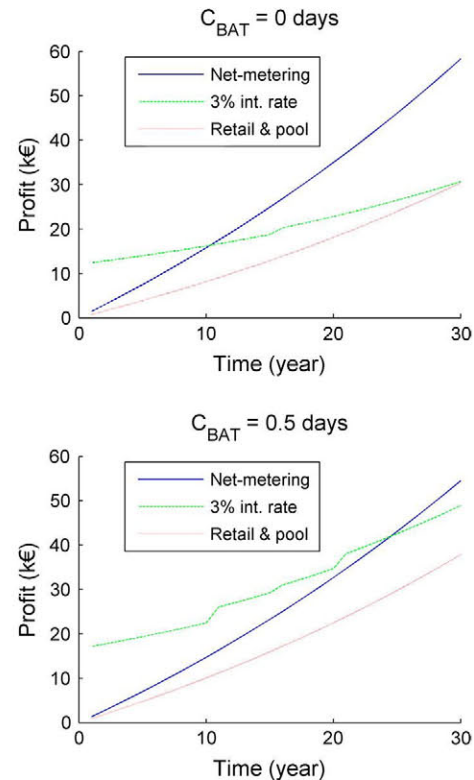 C_BAT = 0 days
60
50
40
30
20
10
0
Profit (k€)
Net-metering
3% int. rate
Retail & pool
10
20
30
Time (year)
C_BAT = 0.5 days
60
50
40
30
20
10
0
Profit (k€)
Net-metering
3% int. rate
Retail & pool
0
10
20
30
Time (year)